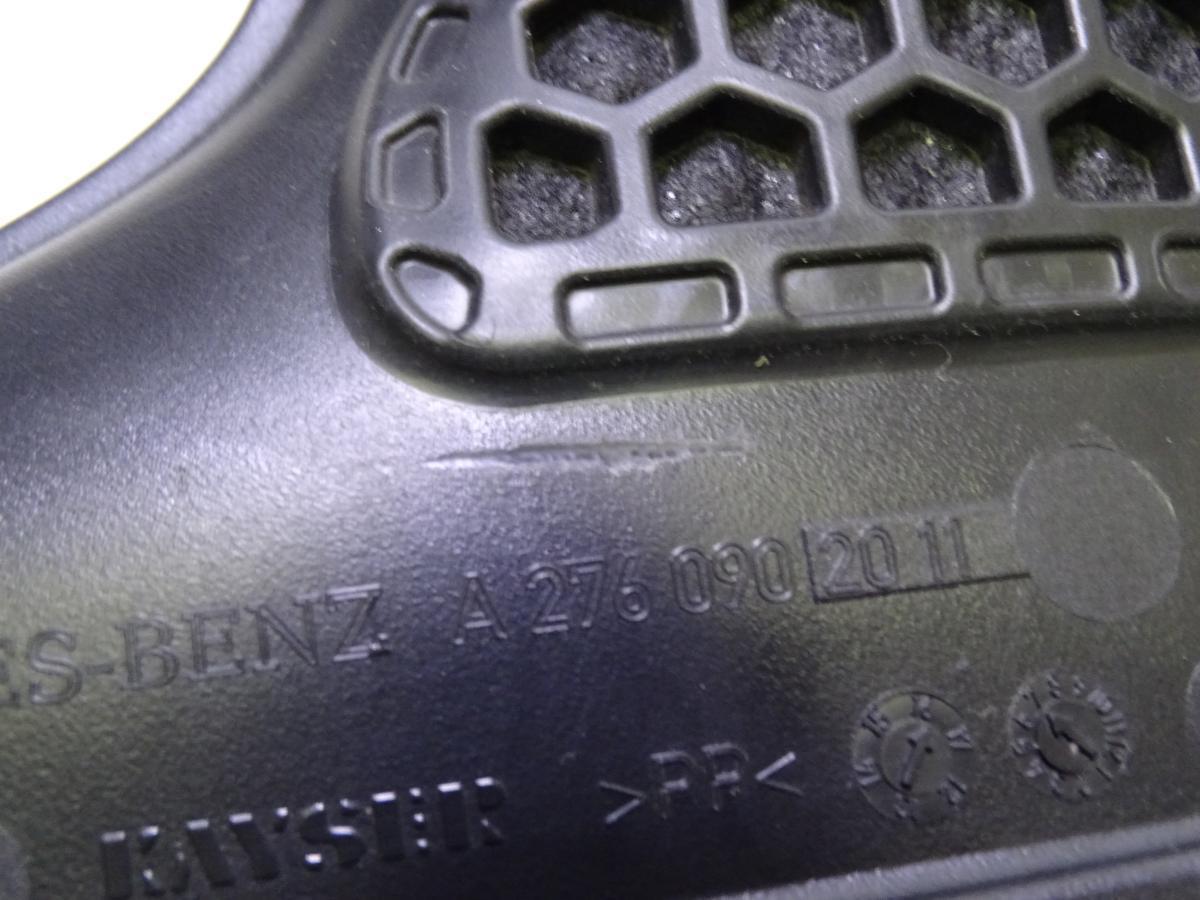 ES-BENZ A 276 090 20 11
KAYSER >PP<